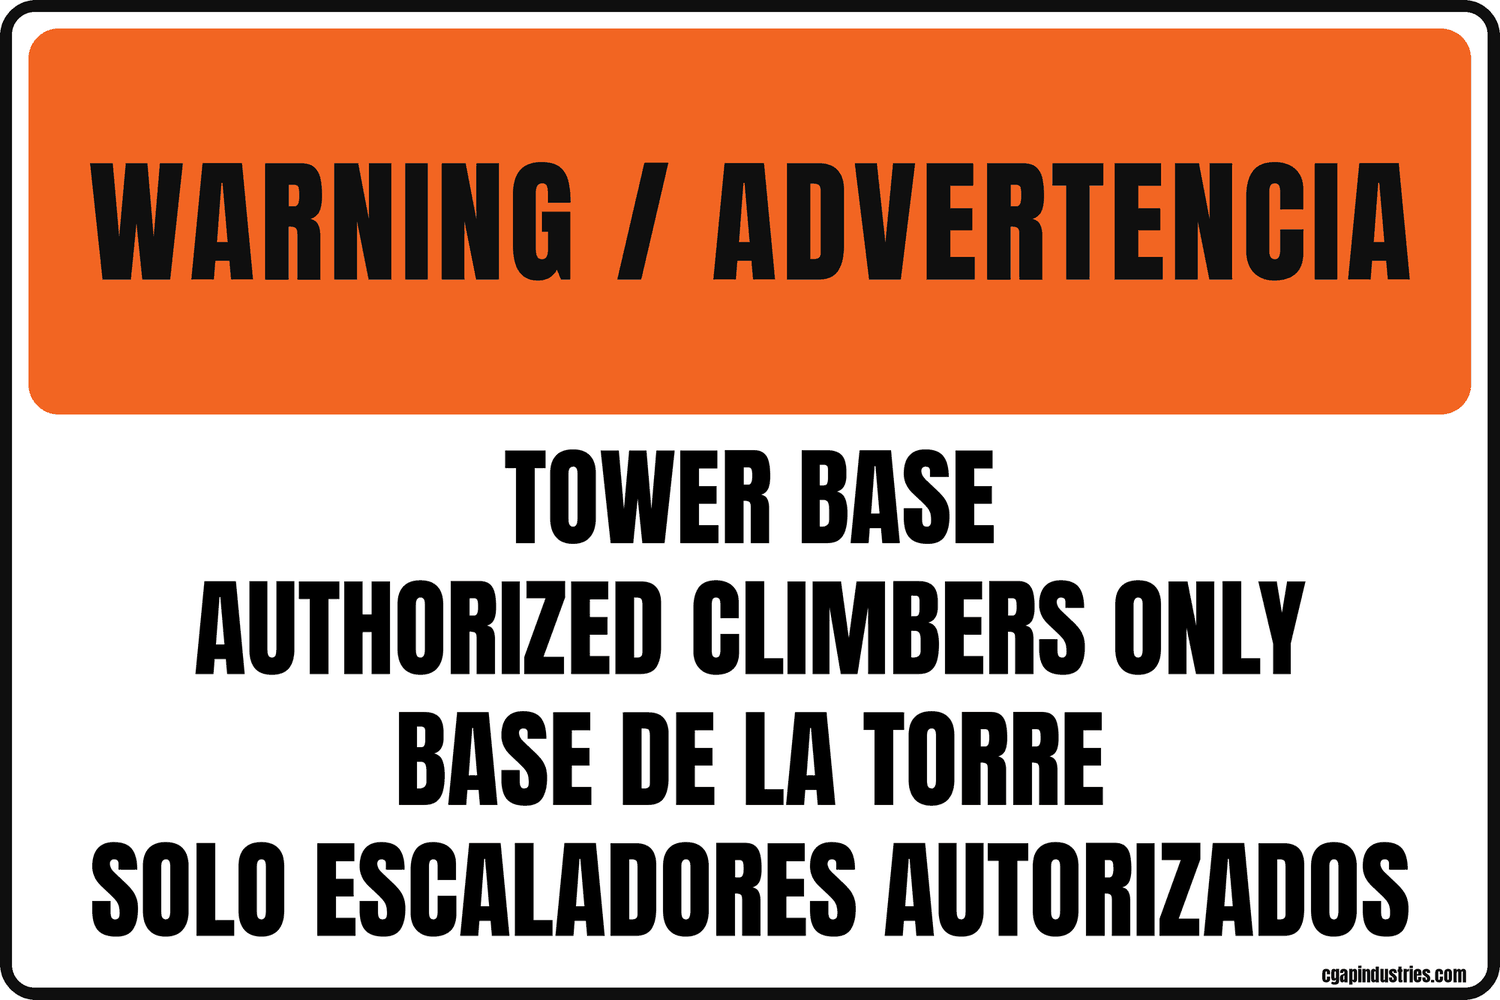 WARNING / ADVERTENCIA
TOWER BASE
AUTHORIZED CLIMBERS ONLY
BASE DE LA TORRE
SOLO ESCALADORES AUTORIZADOS
cgapindustries.com